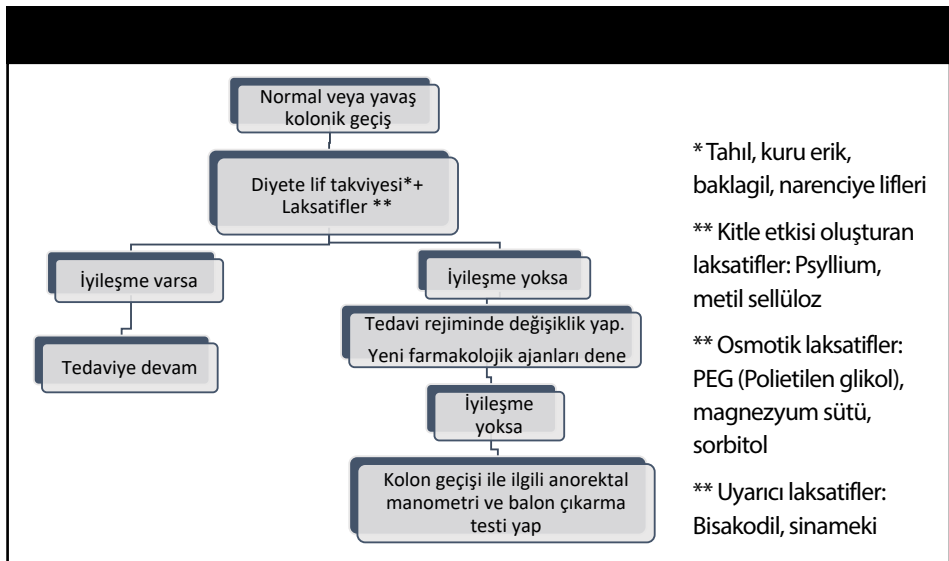 Normal veya yavaş
kolonik geçiş
Diyete lif takviyesi*+
Laksatifler **
İyileşme varsa
İyileşme yoksa
Tedaviye devam
Tedavi rejiminde değişiklik yap.
Yeni farmakolojik ajanları dene
İyileşme
yoksa
Kolon geçişi ile ilgili anorektal
manometri ve balon çıkarma
testi yap
* Tahıl, kuru erik,
baklagil, narenciye lifleri
** Kitle etkisi oluşturan
laksatifler: Psyllium,
metil sellüloz
** Osmotik laksatifler:
PEG (Polietilen glikol),
magnezyum sütü,
sorbitol
** Uyarıcı laksatifler:
Bisakodil, sinameki